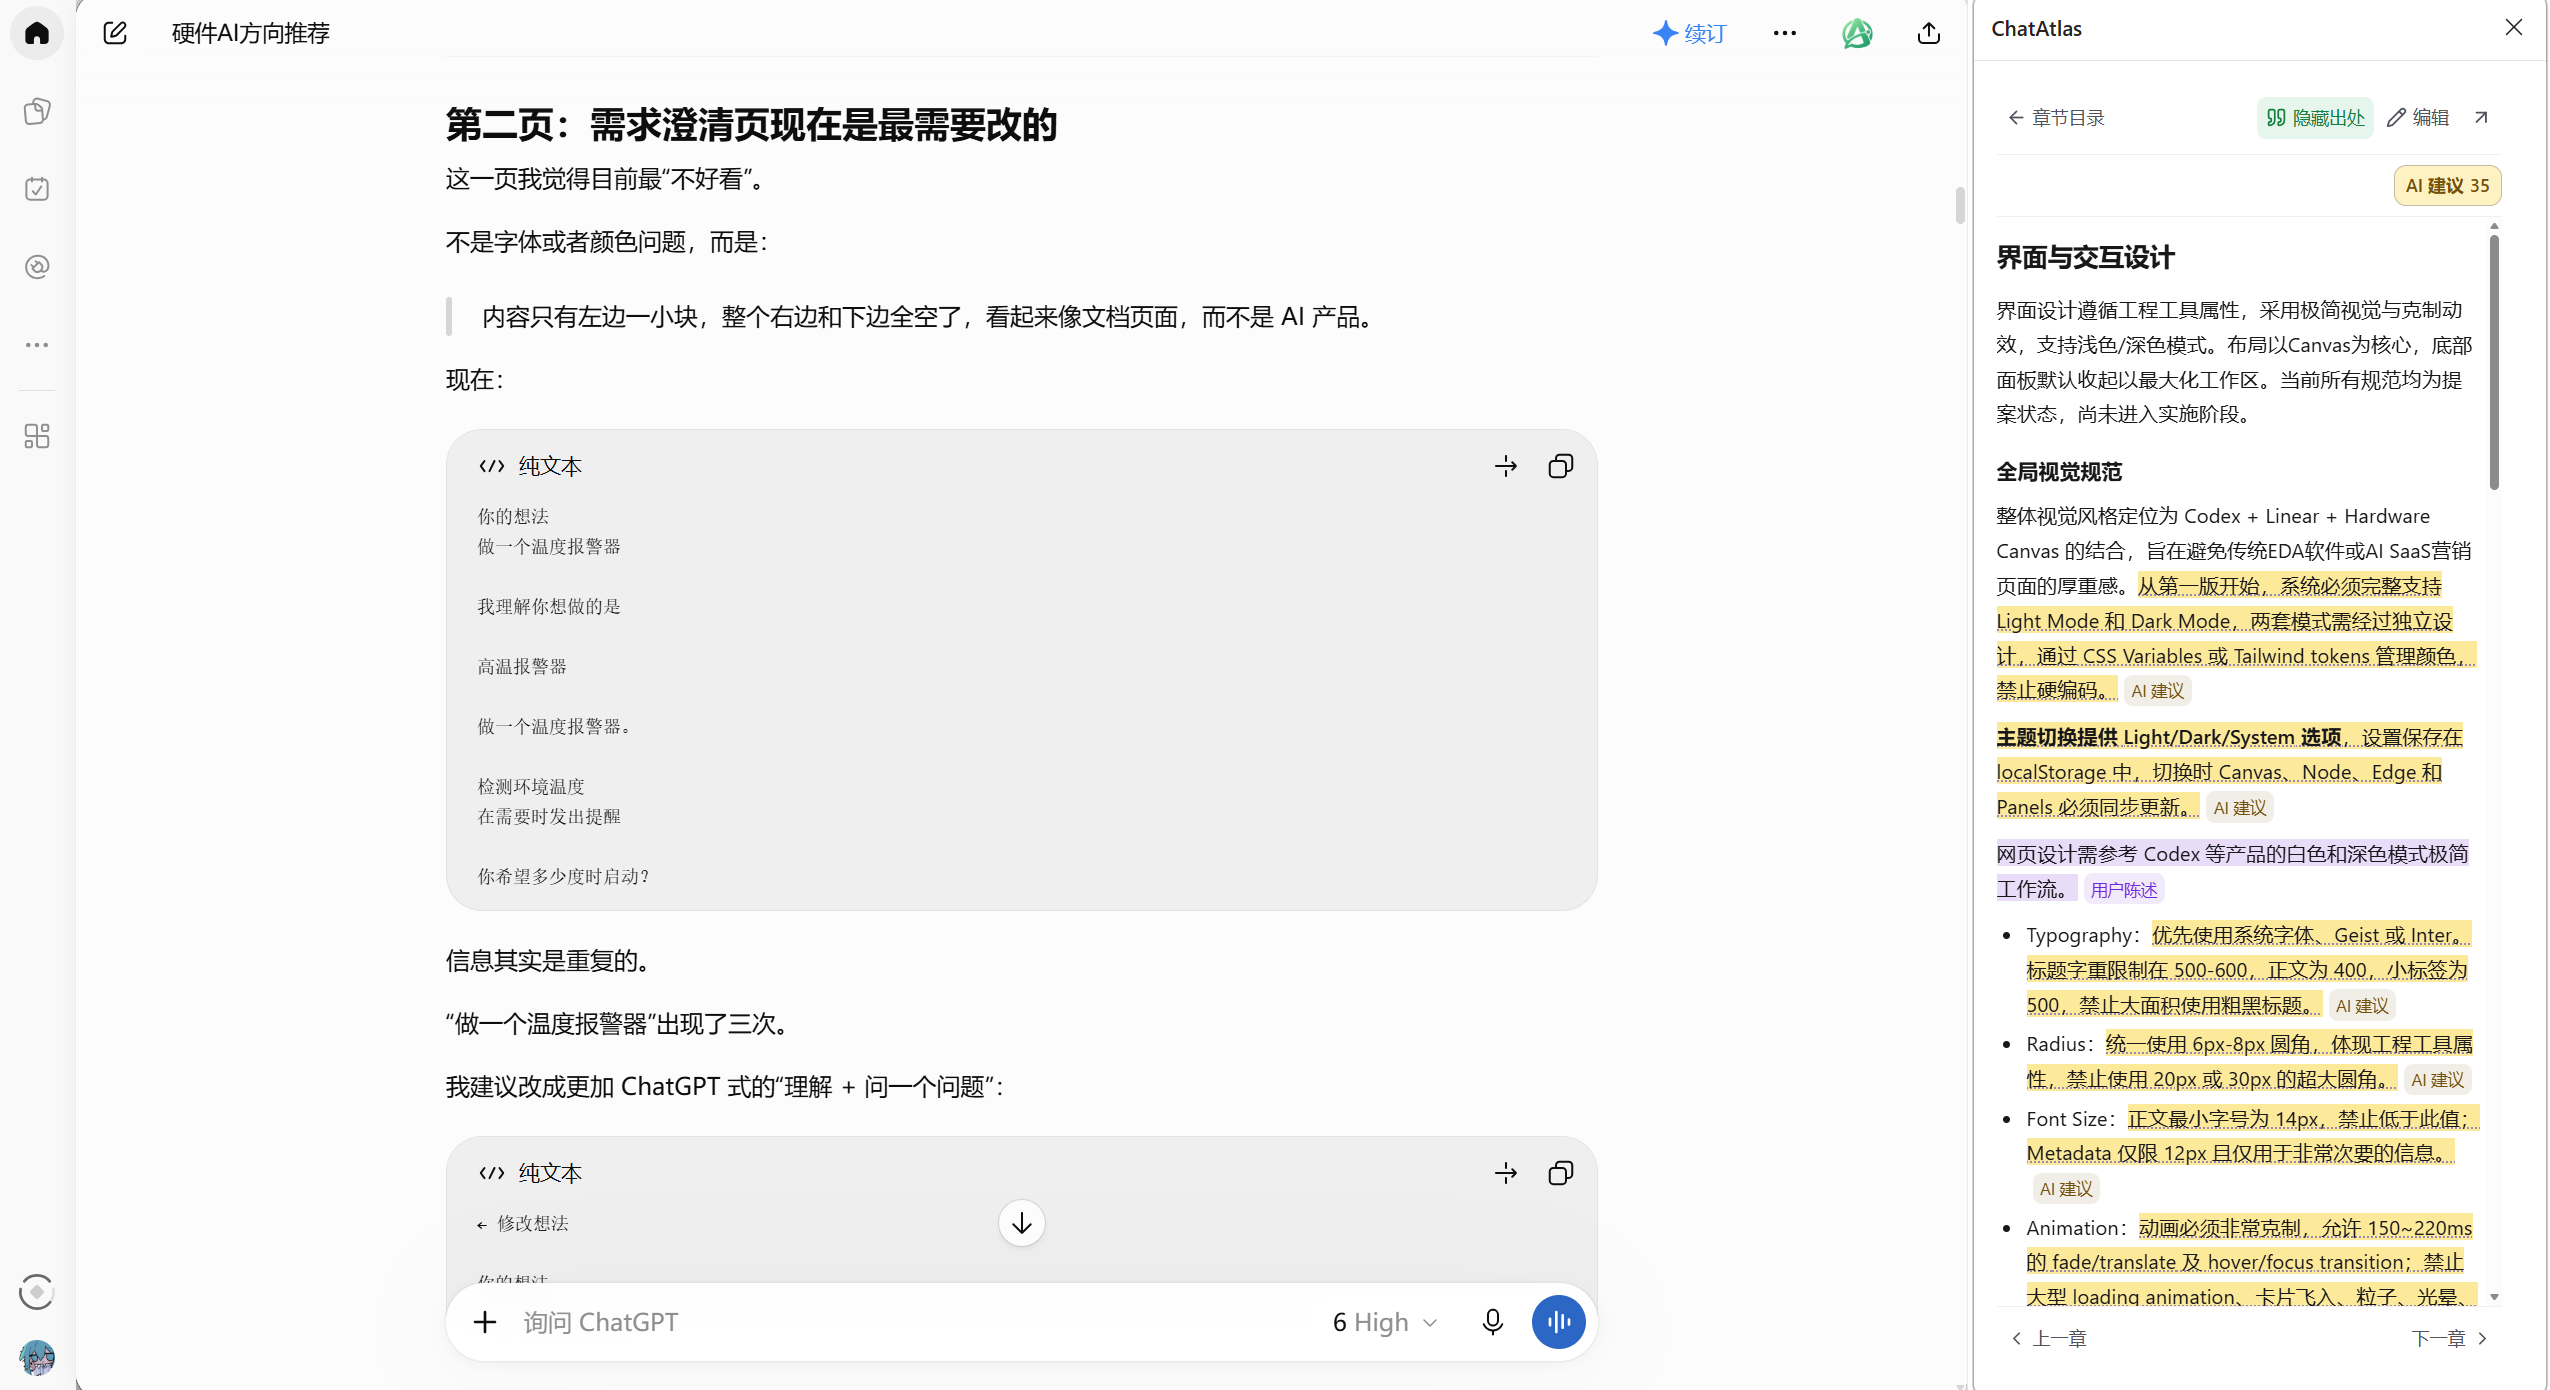 硬件AI方向推荐
续订
第二页：需求澄清页现在是最需要改的
这一页我觉得目前最“不好看”。
不是字体或者颜色问题，而是：
内容只有左边一小块，整个右边和下边全空了，看起来像文档页面，而不是 AI 产品。
现在：
纯文本
你的想法
做一个温度报警器
我理解你想做的是
高温报警器
做一个温度报警器。
检测环境温度
在需要时发出提醒
你希望多少度时启动？
信息其实是重复的。
“做一个温度报警器”出现了三次。
我建议改成更加 ChatGPT 式的“理解 + 问一个问题”：
纯文本
← 修改想法
你的想法
询问 ChatGPT
6 High
ChatAtlas
← 章节目录
隐藏出处
编辑
AI 建议 35
界面与交互设计
界面设计遵循工程工具属性，采用极简视觉与克制动
效，支持浅色/深色模式。布局以Canvas为核心，底部
面板默认收起以最大化工作区。当前所有规范均为提
案状态，尚未进入实施阶段。
全局视觉规范
整体视觉风格定位为 Codex + Linear + Hardware
Canvas 的结合，旨在避免传统EDA软件或AI SaaS营销
页面的厚重感。从第一版开始，系统必须完整支持
Light Mode 和 Dark Mode，两套模式需经过独立设
计，通过 CSS Variables 或 Tailwind tokens 管理颜色，
禁止硬编码。 AI 建议
主题切换提供 Light/Dark/System 选项，设置保存在
localStorage 中，切换时 Canvas、Node、Edge 和
Panels 必须同步更新。 AI 建议
网页设计需参考 Codex 等产品的白色和深色模式极简
工作流。 用户陈述
• Typography：优先使用系统字体、Geist 或 Inter。
标题字重限制在 500-600，正文为 400，小标签为
500，禁止大面积使用粗黑标题。 AI 建议
• Radius：统一使用 6px-8px 圆角，体现工程工具属
性，禁止使用 20px 或 30px 的超大圆角。 AI 建议
• Font Size：正文最小字号为 14px，禁止低于此值；
Metadata 仅限 12px 且仅用于非常次要的信息。
AI 建议
• Animation：动画必须非常克制，允许 150~220ms
的 fade/translate 及 hover/focus transition；禁止
大型 loading animation、卡片飞入、粒子、光晕、
上一章
下一章